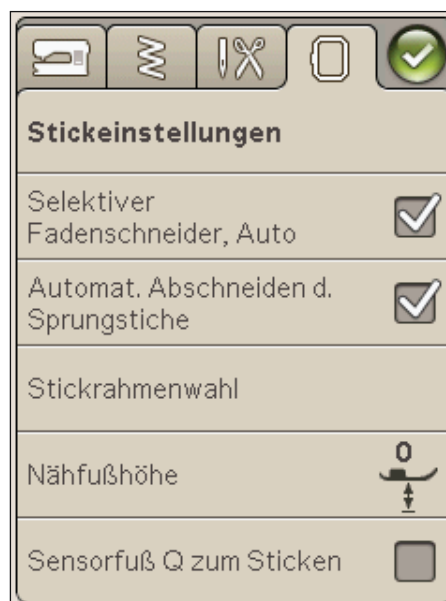 Stickeinstellungen
Selektiver
Fadenschneider, Auto
Automat. Abschneiden d.
Sprungstiche
Stickrahmenwahl
0
Nähfußhöhe
Sensorfuß Q zum Sticken